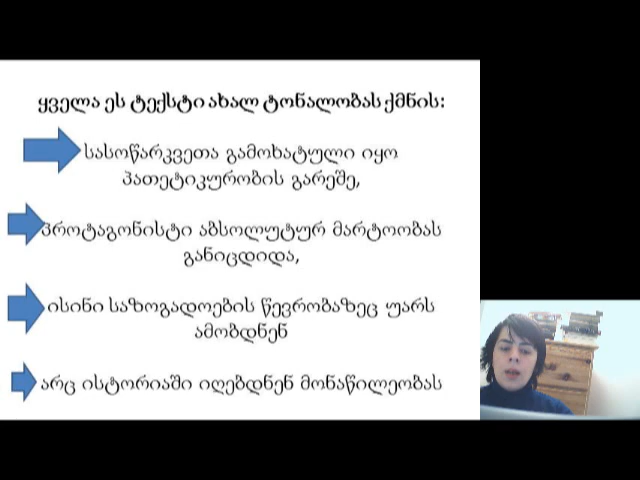 ყველა ეს ტექსტი ახალ ტონალობას ქმნის:
სასოწარკვეთა გამოხატული იყო
პათეტიკურობის გარეშე,
პროტაგონისტი აბსოლუტურ მარტოობას
განიცდიდა,
ისინი საზოგადოების წევრობაზეც უარს
ამობდნენ
არც ისტორიაში იღებდნენ მონაწილეობას